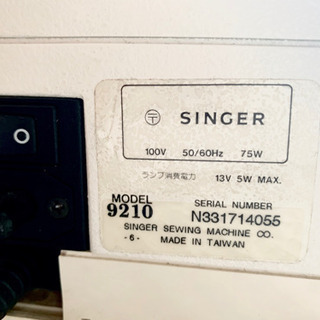 〒 SINGER
100V 50/60Hz 75W
ランプ消費電力 13V 5W MAX.
MODEL SERIAL NUMBER
9210 N331714055
SINGER SEWING MACHINE CO.
-6- MADE IN TAIWAN